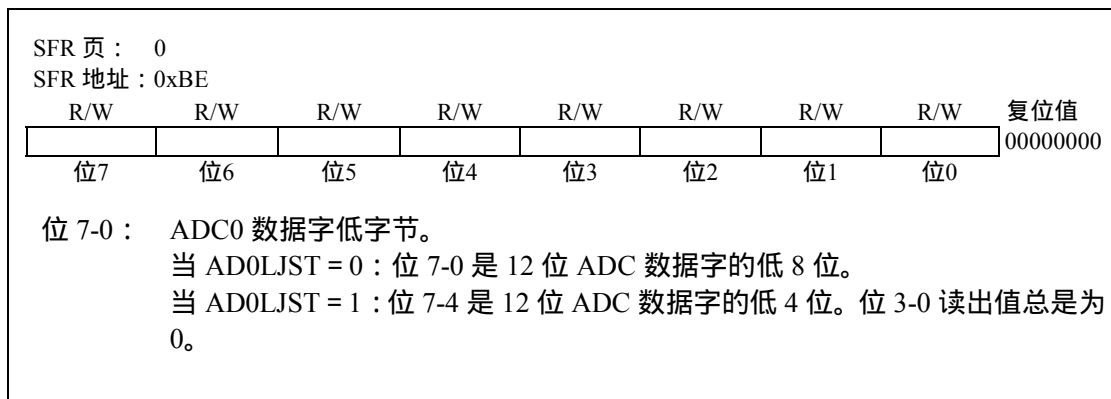 SFR 页： 0
SFR 地址：0xBE
R/W R/W R/W R/W R/W R/W R/W R/W 复位值
00000000
位7 位6 位5 位4 位3 位2 位1 位0
位 7-0： ADC0 数据字低字节。
当 AD0LJST = 0：位 7-0 是 12 位 ADC 数据字的低 8 位。
当 AD0LJST = 1：位 7-4 是 12 位 ADC 数据字的低 4 位。位 3-0 读出值总是为
0。